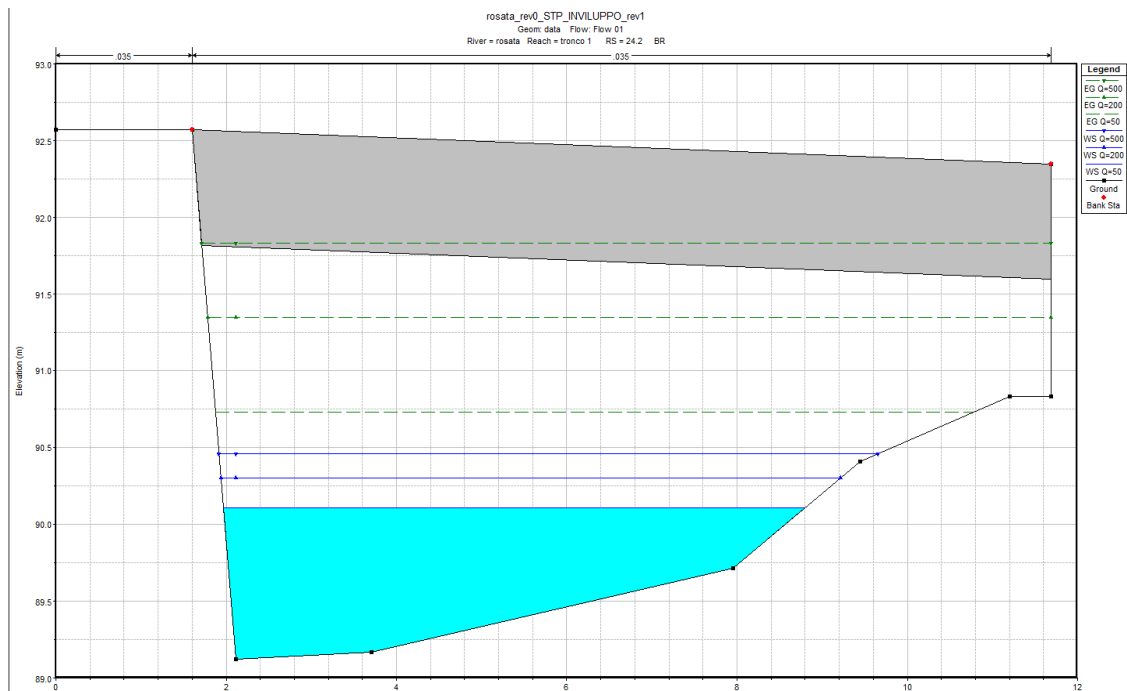 rosata_rev0_STP_INVILUPPO_rev1
Geom: data Flow: Flow 01
River = rosata Reach = tronco 1 RS = 24.2 BR
.035 .035
Legend
EG Q=500
EG Q=200
EG Q=50
WS Q=500
WS Q=200
WS Q=50
Ground
Bank Sta
93.0
92.5
92.0
91.5
91.0
90.5
90.0
89.5
89.0
Elevation (m)
0 2 4 6 8 10 12